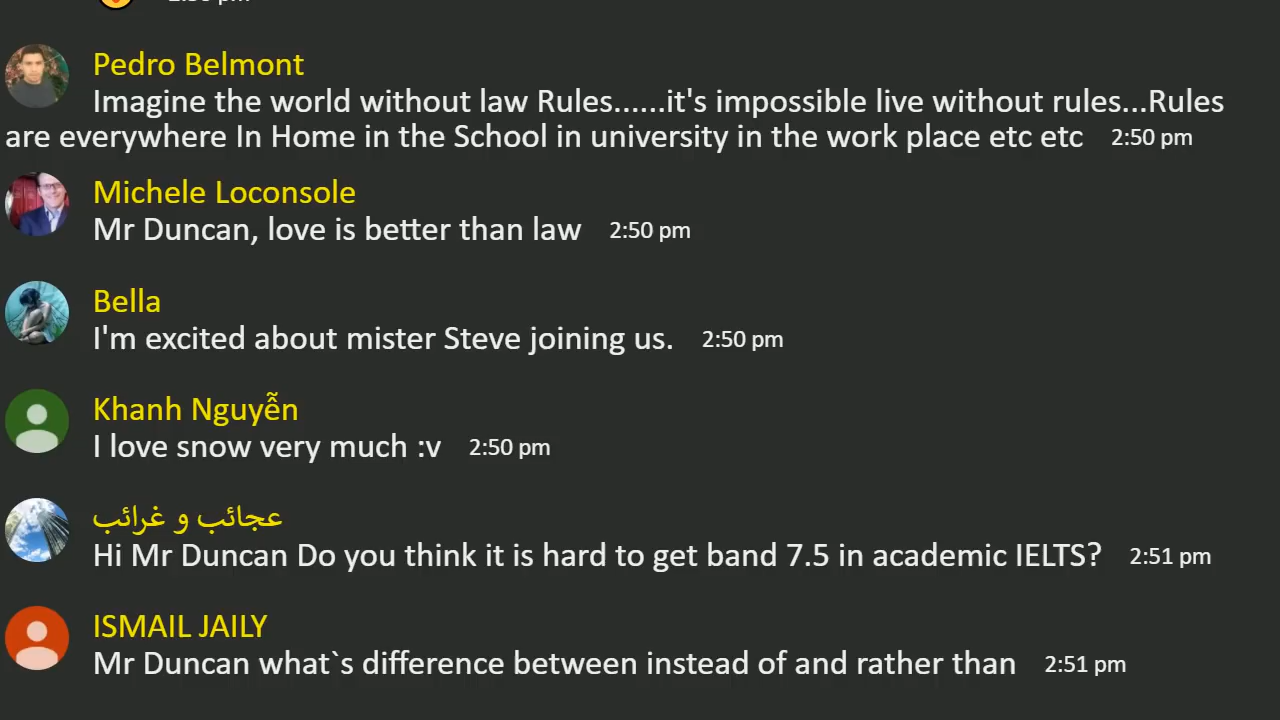 Pedro Belmont
Imagine the world without law Rules......it's impossible live without rules...Rules
are everywhere In Home in the School in university in the work place etc etc 2:50 pm
Michele Loconsole
Mr Duncan, love is better than law 2:50 pm
Bella
I'm excited about mister Steve joining us. 2:50 pm
Khanh Nguyễn
I love snow very much :v 2:50 pm
عجائب و غرائب
Hi Mr Duncan Do you think it is hard to get band 7.5 in academic IELTS? 2:51 pm
ISMAIL JAILY
Mr Duncan what`s difference between instead of and rather than 2:51 pm